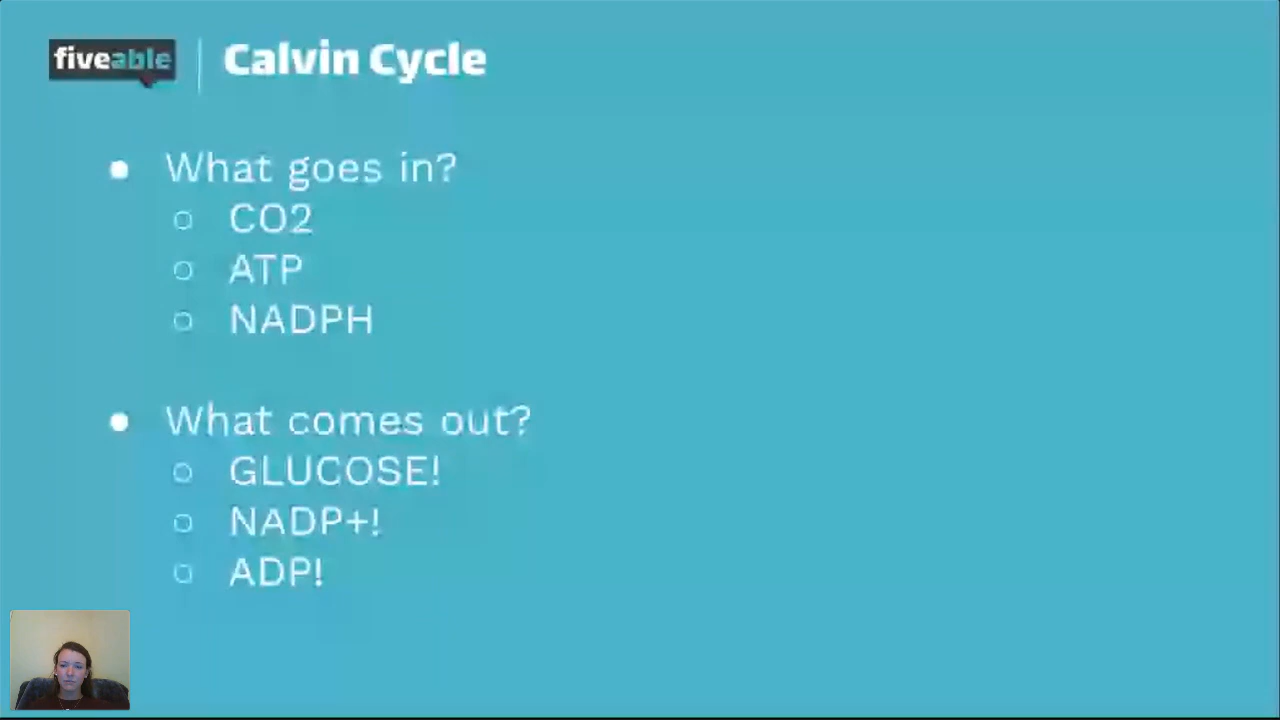 fiveable
Calvin Cycle
What goes in?
CO2
ATP
NADPH
What comes out?
GLUCOSE!
NADP+!
ADP!